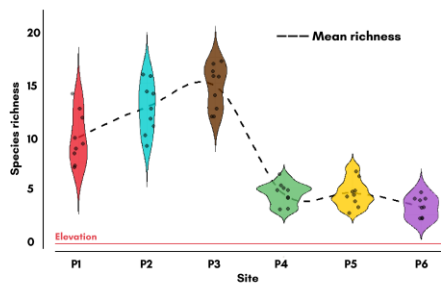 20
Mean richness
15
Species richness
10
5
0
Elevation
P1 P2 P3 P4 P5 P6
Site